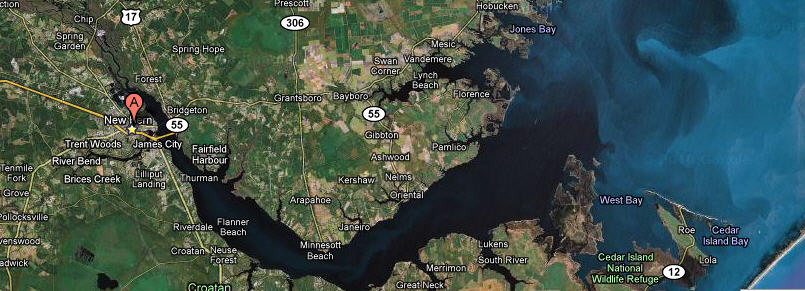 Prescott
Hobucken
ction
Chip
17
306
Jones Bay
Spring
Garden
Spring Hope
Mesic
Swan
Corner
Vandemere
Forest
Lynch
Beach
A
Grantsboro
Bayboro
Florence
Bridgeton
New Bern
55
55
Gibbton
Trent Woods
James City
Fairfield
Harbour
Pamlico
River Bend
Ashwood
Tenmile
Fork
Brices Creek
Lilliput
Landing
Thurman
Kershaw
Nelms
Grove
Arapahoe
Oriental
West Bay
Pollocksville
Flanner
Beach
Riverdale
Janeiro
Roe
Cedar
Island Bay
venswood
Croatan
Neuse
Forest
Minnesott
Beach
Lukens
Cedar Island
National
Wildlife Refuge
adwick
South River
Merrimon
12
Lola
Croatan
Great Neck